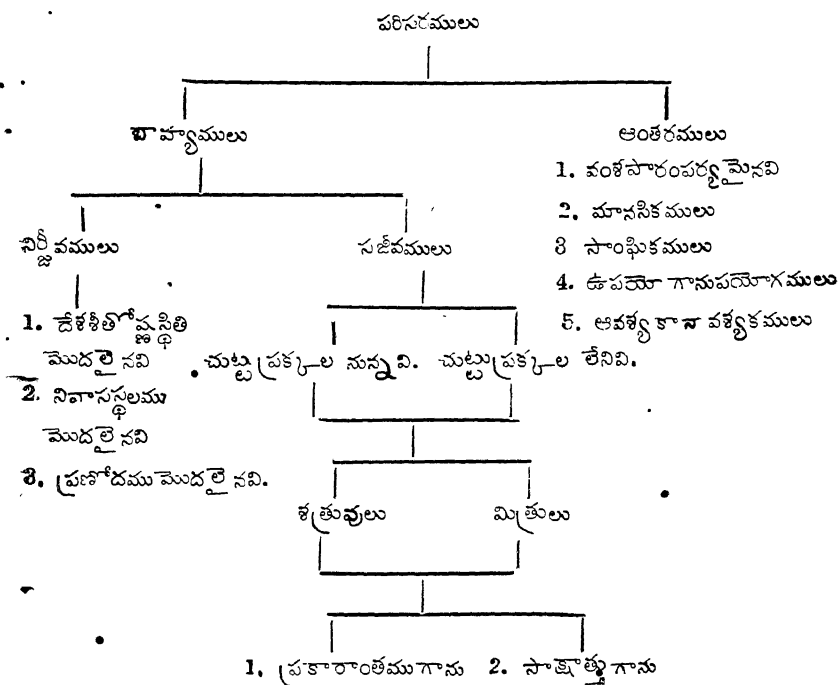 పరిసరములు
బాహ్యములు
ఆంతరములు
1. వంశపారంపర్యమైనవి
2. మానసికములు
3 సాంఘికములు
4. ఉపయోగానుపయోగములు
5. ఆవశ్యకానవశ్యకములు
నిర్జీవములు
సజీవములు
1. దేశశీతోష్ణస్థితి
మొదలైనవి
2. నివాసస్థలము
మొదలైనవి
3. ప్రణోదము మొదలైనవి.
చుట్టుప్రక్కల నున్నవి. చుట్టుప్రక్కల లేనివి.
శత్రువులు
మిత్రులు
1. ప్రకారాంతముగాను 2. సాక్షాత్తుగాను